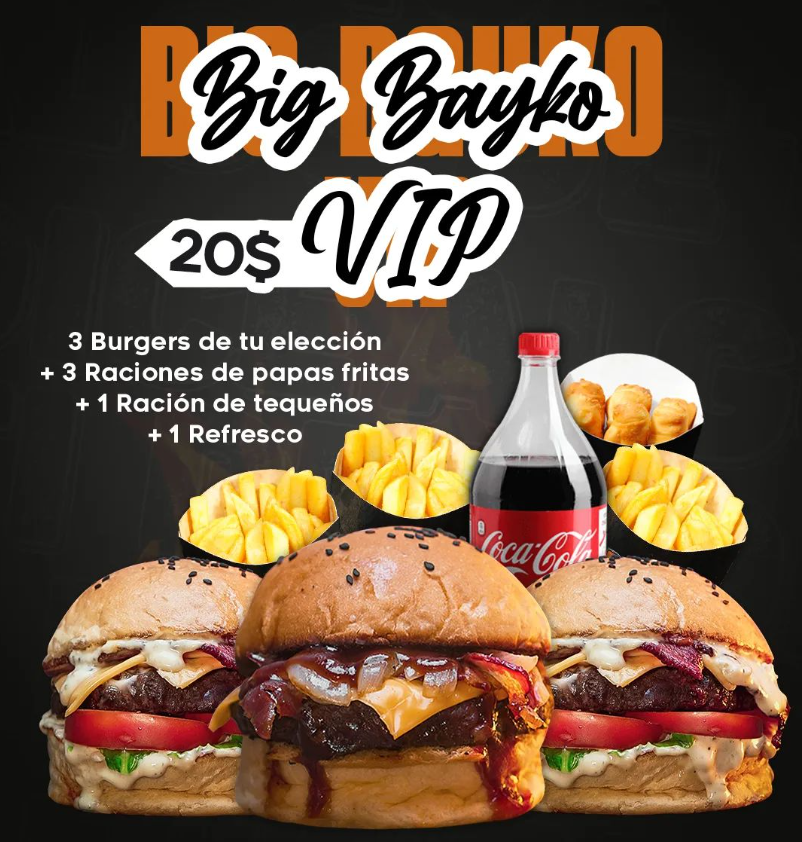 Big Bayko
VIP
20$
3 Burgers de tu elección
+ 3 Raciones de papas fritas
+ 1 Ración de tequeños
+ 1 Refresco
Coca-Cola